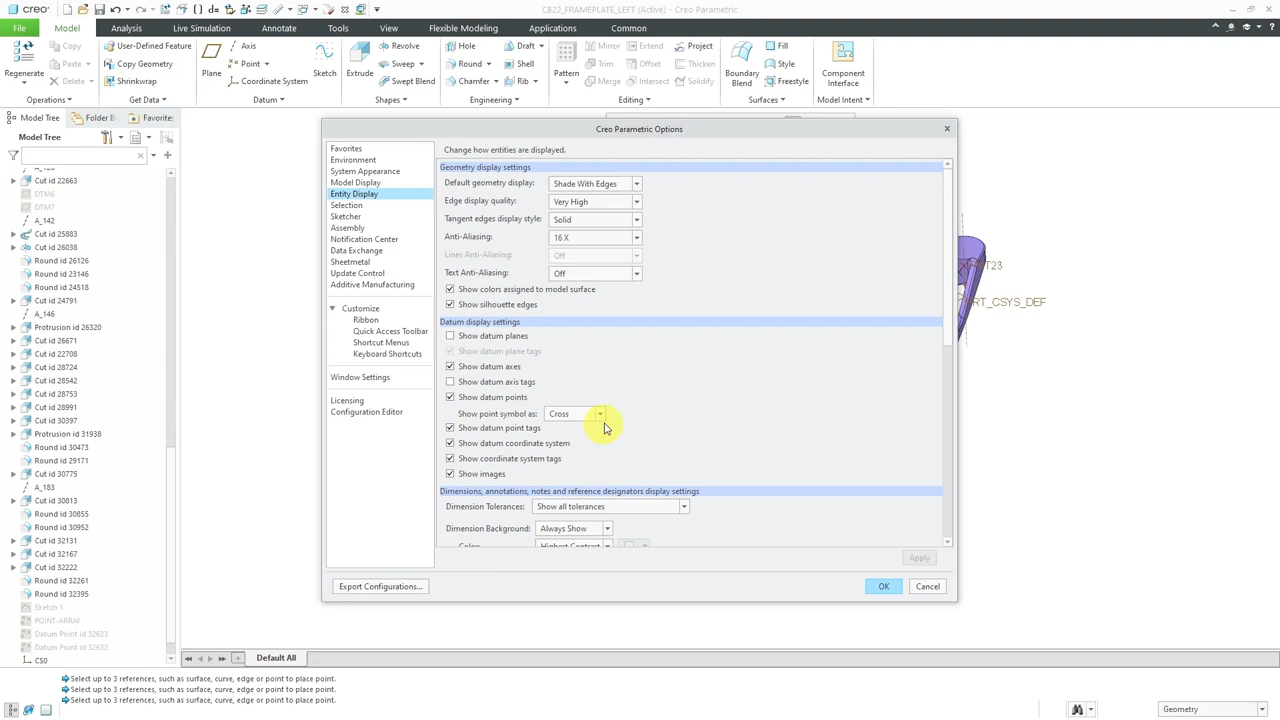 creo
CB22_FRAMEPLATE_LEFT (Active) - Creo Parametric
File Model Analysis Live Simulation Annotate Tools View Flexible Modeling Applications Common
Copy User-Defined Feature Axis Revolve Hole Draft Mirror Extend Project Fill
Regenerate Paste Copy Geometry Plane Point Sketch Extrude Sweep Round Shell Pattern Trim Offset Thicken Boundary Blend Style Component Interface
Delete Shrinkwrap Coordinate System Swept Blend Chamfer Rib Merge Intersect Solidify Freestyle
Operations Get Data Datum Shapes Engineering Editing Surfaces Model Intent
Model Tree Folder B Favorites
Model Tree
Cut id 22663
DTM6
DTM7
A_142
Cut id 25883
Cut id 26038
Round id 26126
Round id 23146
Round id 24518
Cut id 24791
A_146
Protrusion id 26320
Cut id 26671
Cut id 22708
Cut id 28724
Cut id 28542
Cut id 28753
Cut id 28991
Cut id 30397
Protrusion id 31938
Round id 30473
Round id 29171
Cut id 30775
A_183
Cut id 30813
Round id 30855
Round id 30952
Cut id 32131
Cut id 32167
Cut id 32222
Round id 32261
Round id 32395
Sketch 1
POINT-ARRAY
Datum Point id 32623
Datum Point id 32632
CS0
Creo Parametric Options
Favorites
Environment
System Appearance
Model Display
Entity Display
Selection
Sketcher
Assembly
Notification Center
Data Exchange
Sheetmetal
Update Control
Additive Manufacturing
Customize
Ribbon
Quick Access Toolbar
Shortcut Menus
Keyboard Shortcuts
Window Settings
Licensing
Configuration Editor
Change how entities are displayed.
Geometry display settings
Default geometry display: Shade With Edges
Edge display quality: Very High
Tangent edges display style: Solid
Anti-Aliasing: 16 X
Lines Anti-Aliasing: Off
Text Anti-Aliasing: Off
Show colors assigned to model surface
Show silhouette edges
Datum display settings
Show datum planes
Show datum plane tags
Show datum axes
Show datum axis tags
Show datum points
Show point symbol as: Cross
Show datum point tags
Show datum coordinate system
Show coordinate system tags
Show images
Dimensions, annotations, notes and reference designators display settings
Dimension Tolerances: Show all tolerances
Dimension Background: Always Show
Color: Highest Contrast
Apply
Export Configurations... OK Cancel
RT_CSYS_DEF
Default All
Select up to 3 references, such as surface, curve, edge or point to place point.
Select up to 3 references, such as surface, curve, edge or point to place point.
Select up to 3 references, such as surface, curve, edge or point to place point.
Geometry